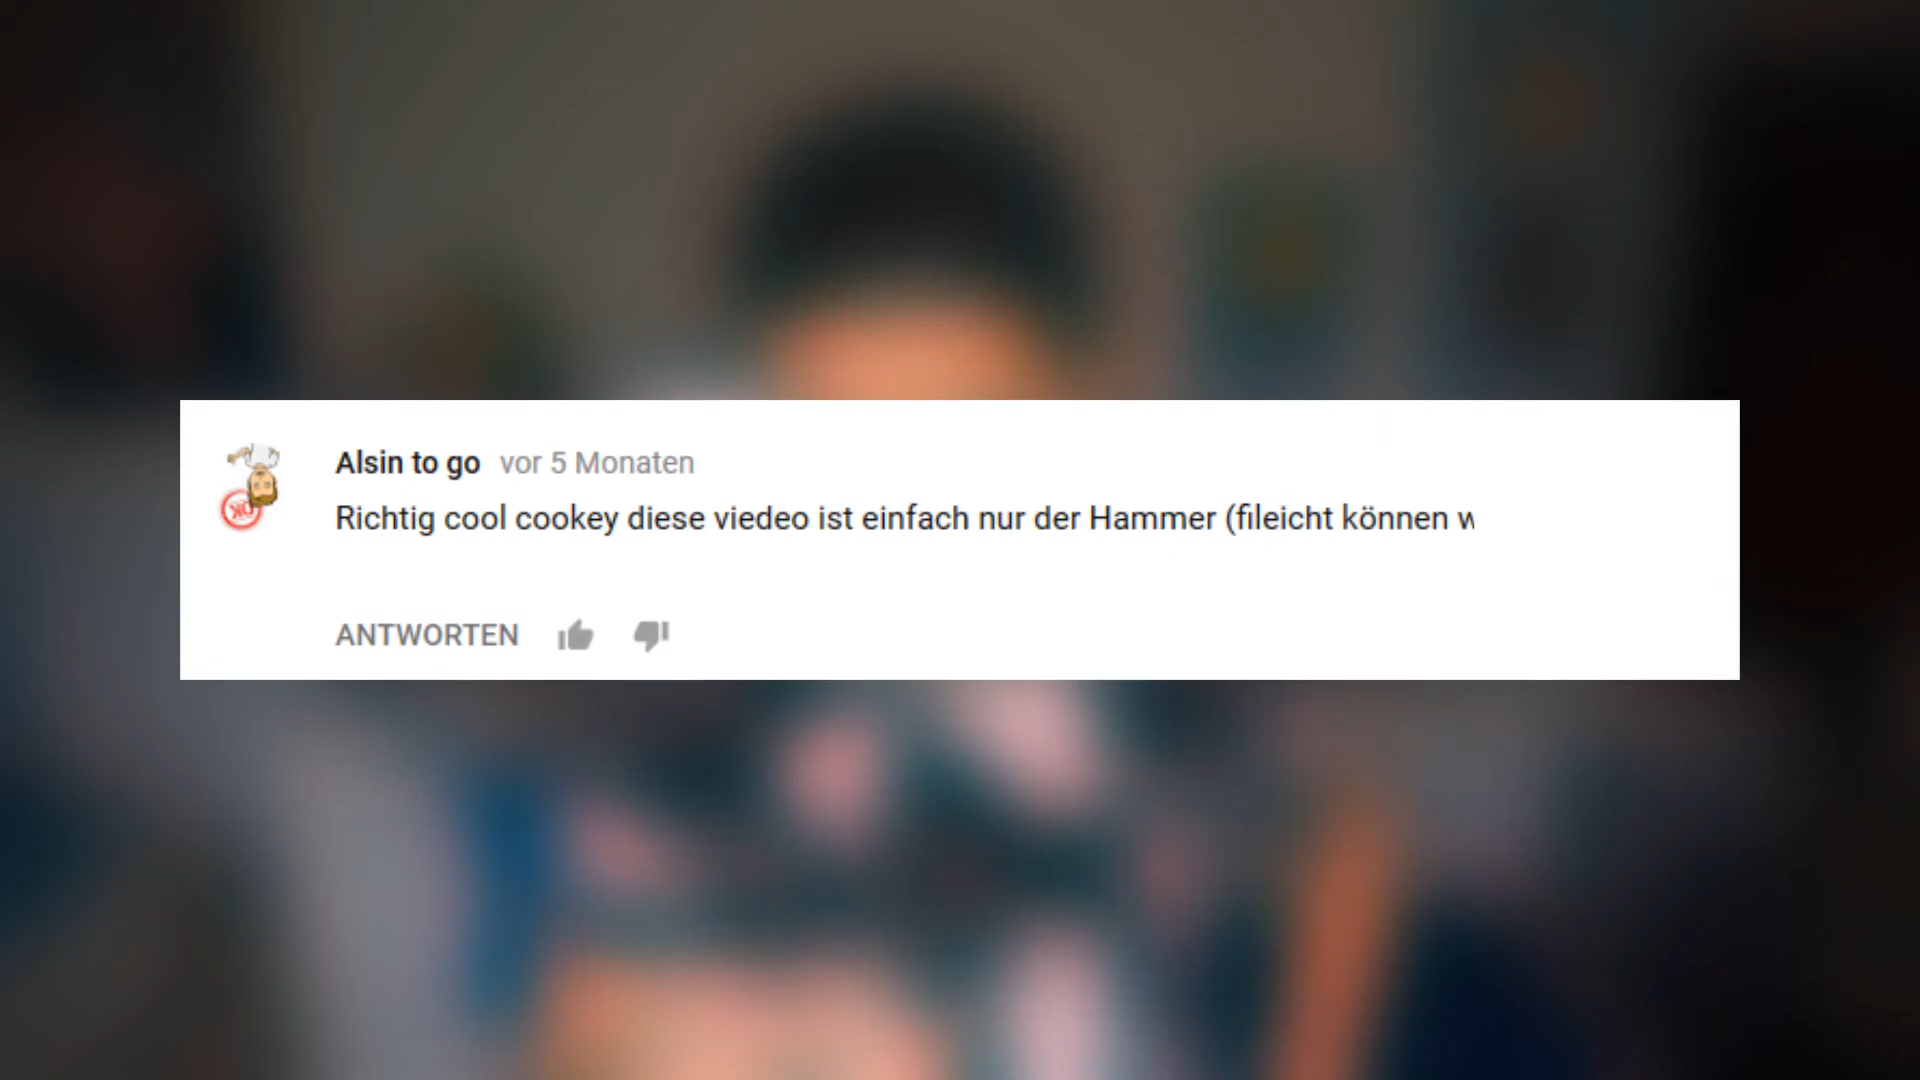 Alsin to go vor 5 Monaten
Richtig cool cookey diese viedeo ist einfach nur der Hammer (fileicht können w
ANTWORTEN